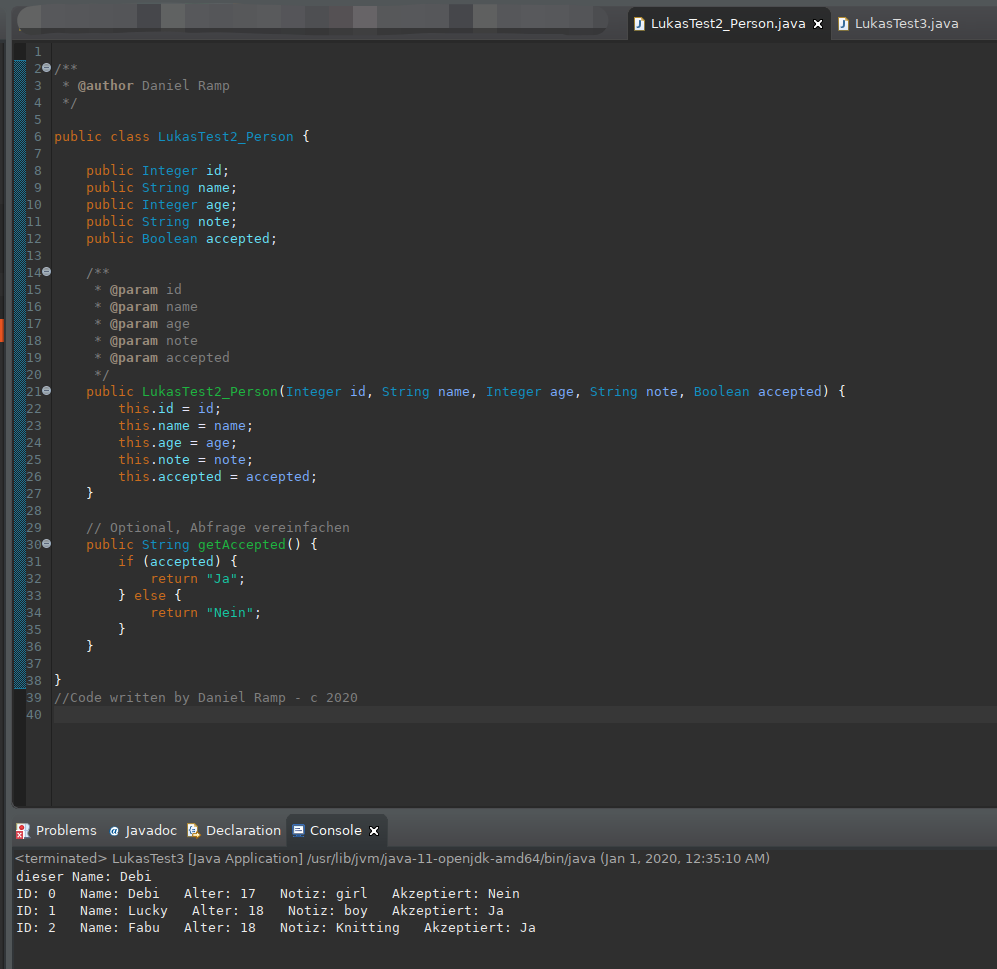 LukasTest2_Person.java LukasTest3.java
1
2 /**
3  * @author Daniel Ramp
4  */
5
6 public class LukasTest2_Person {
7
8     public Integer id;
9     public String name;
10     public Integer age;
11     public String note;
12     public Boolean accepted;
13
14     /**
15      * @param id
16      * @param name
17      * @param age
18      * @param note
19      * @param accepted
20      */
21     public LukasTest2_Person(Integer id, String name, Integer age, String note, Boolean accepted) {
22         this.id = id;
23         this.name = name;
24         this.age = age;
25         this.note = note;
26         this.accepted = accepted;
27     }
28
29     // Optional, Abfrage vereinfachen
30     public String getAccepted() {
31         if (accepted) {
32             return "Ja";
33         } else {
34             return "Nein";
35         }
36     }
37
38 }
39 //Code written by Daniel Ramp - c 2020
40
Problems Javadoc Declaration Console
<terminated> LukasTest3 [Java Application] /usr/lib/jvm/java-11-openjdk-amd64/bin/java (Jan 1, 2020, 12:35:10 AM)
dieser Name: Debi
ID: 0   Name: Debi   Alter: 17   Notiz: girl   Akzeptiert: Nein
ID: 1   Name: Lucky   Alter: 18   Notiz: boy   Akzeptiert: Ja
ID: 2   Name: Fabu   Alter: 18   Notiz: Knitting   Akzeptiert: Ja